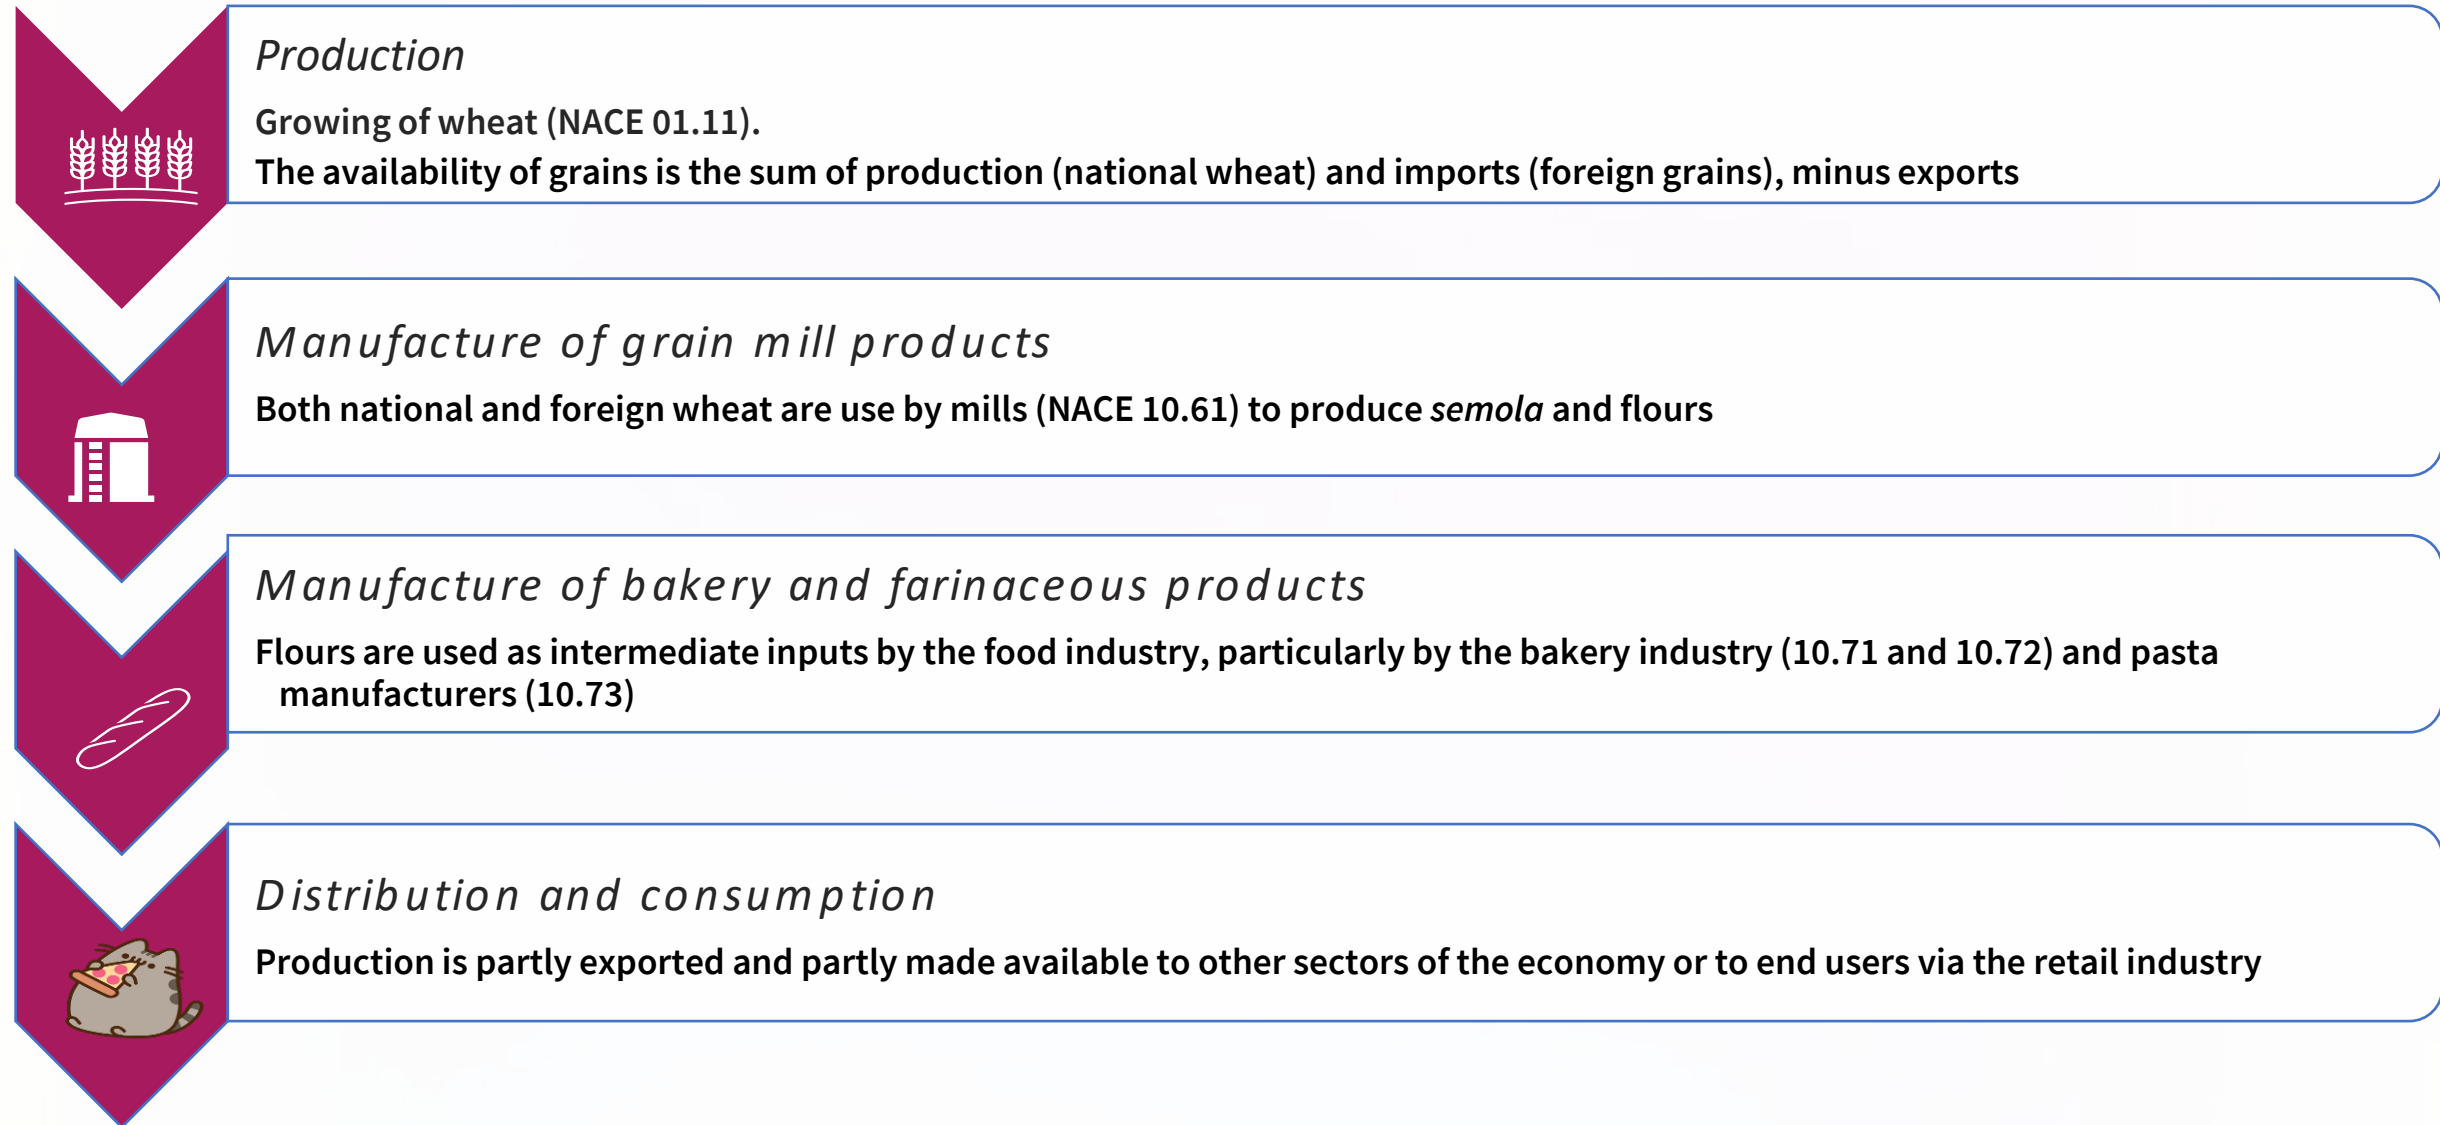 Production
Growing of wheat (NACE 01.11).
The availability of grains is the sum of production (national wheat) and imports (foreign grains), minus exports
Manufacture of grain mill products
Both national and foreign wheat are use by mills (NACE 10.61) to produce semola and flours
Manufacture of bakery and farinaceous products
Flours are used as intermediate inputs by the food industry, particularly by the bakery industry (10.71 and 10.72) and pasta
manufacturers (10.73)
Distribution and consumption
Production is partly exported and partly made available to other sectors of the economy or to end users via the retail industry